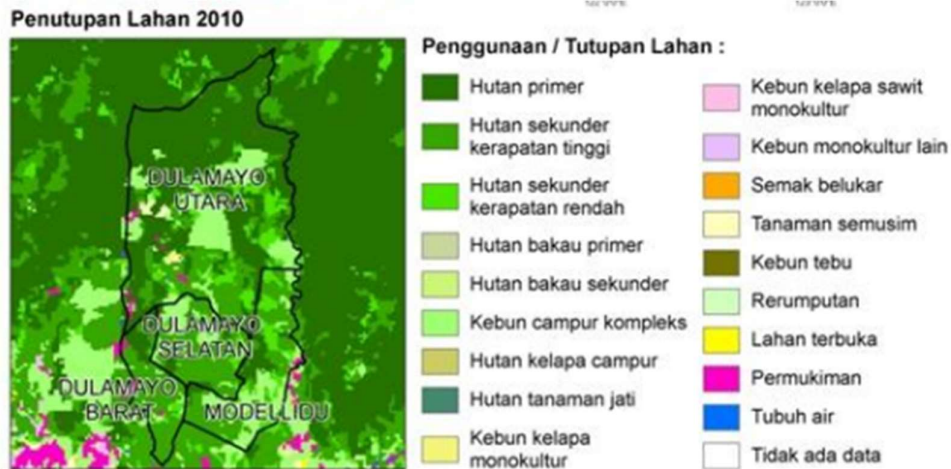 Penutupan Lahan 2010
DULAMAYO
UTARA
DULAMAYO
SELATAN
DULAMAYO
BARAT
MODELLIDU
Penggunaan / Tutupan Lahan :
Hutan primer
Hutan sekunder
kerapatan tinggi
Hutan sekunder
kerapatan rendah
Hutan bakau primer
Hutan bakau sekunder
Kebun campur kompleks
Hutan kelapa campur
Hutan tanaman jati
Kebun kelapa
monokultur
Kebun kelapa sawit
monokultur
Kebun monokultur lain
Semak belukar
Tanaman semusim
Kebun tebu
Rerumputan
Lahan terbuka
Permukiman
Tubuh air
Tidak ada data